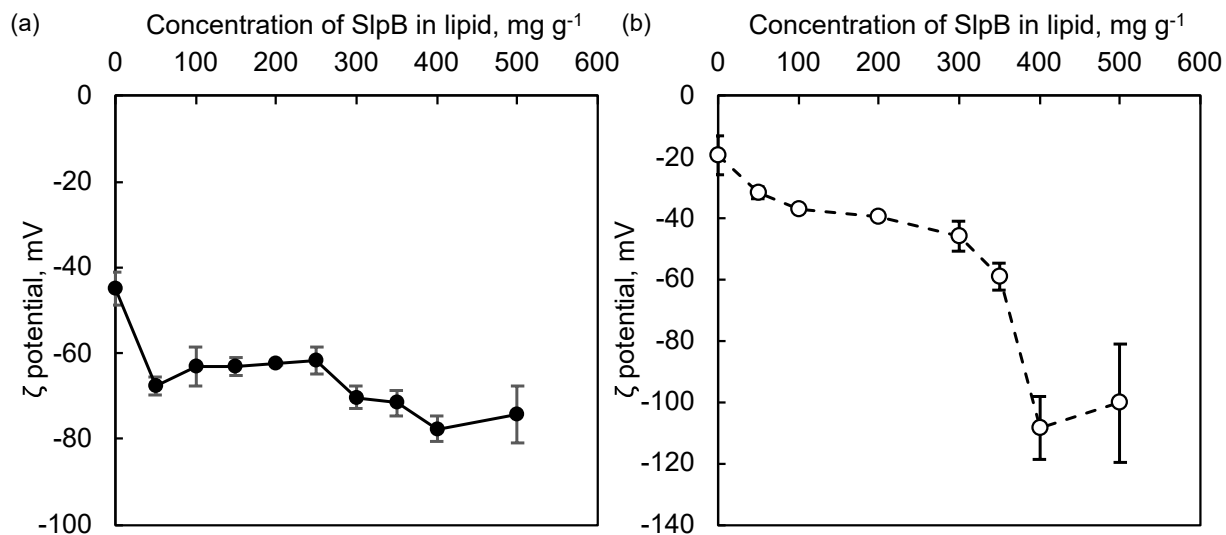 (a)
Concentration of SlpB in lipid, mg g⁻¹
0 100 200 300 400 500 600
0
-20
-40
-60
-80
-100
ζ potential, mV
(b)
Concentration of SlpB in lipid, mg g⁻¹
0 100 200 300 400 500 600
0
-20
-40
-60
-80
-100
-120
-140
ζ potential, mV